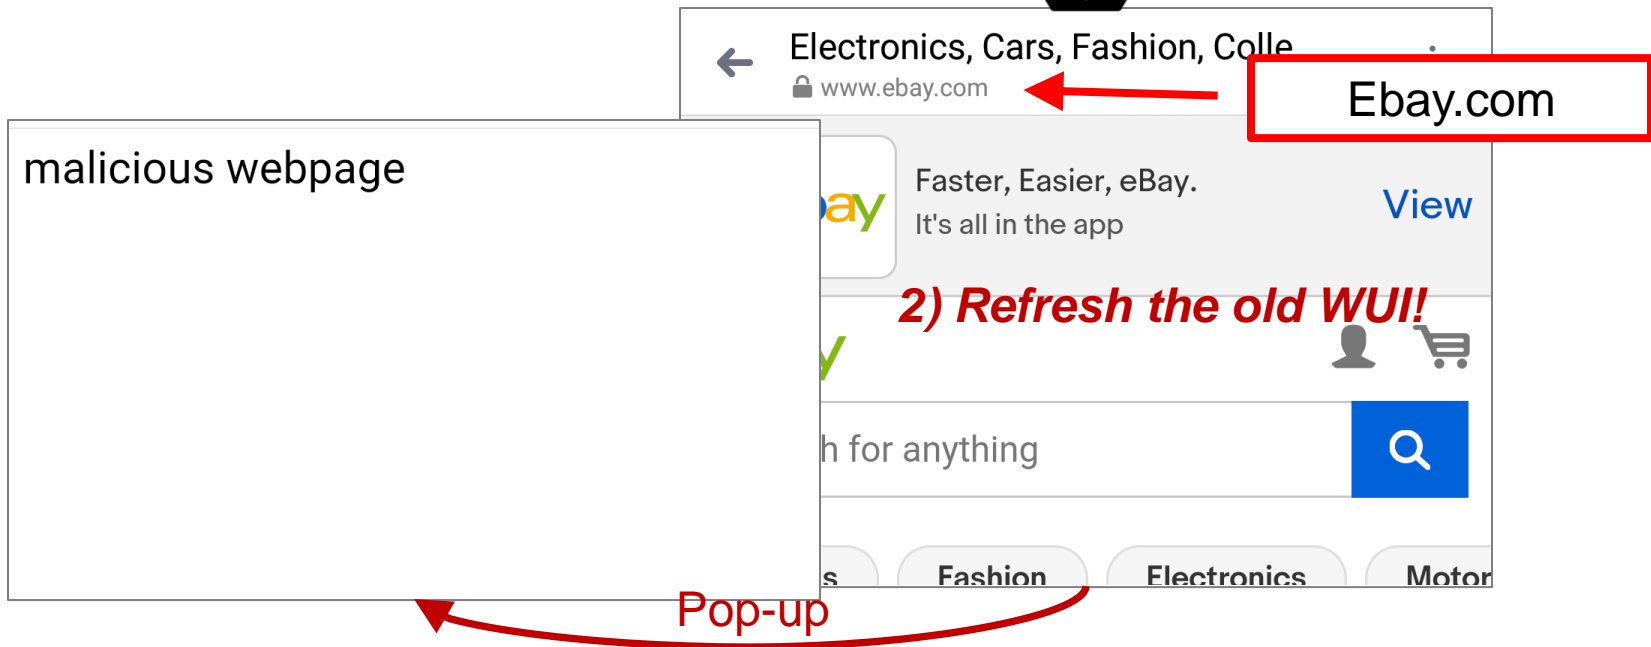 Electronics, Cars, Fashion, Colle
www.ebay.com
Ebay.com
malicious webpage
ay
Faster, Easier, eBay.
It's all in the app
View
2) Refresh the old WUI!
y
h for anything
s
Fashion
Electronics
Motor
Pop-up